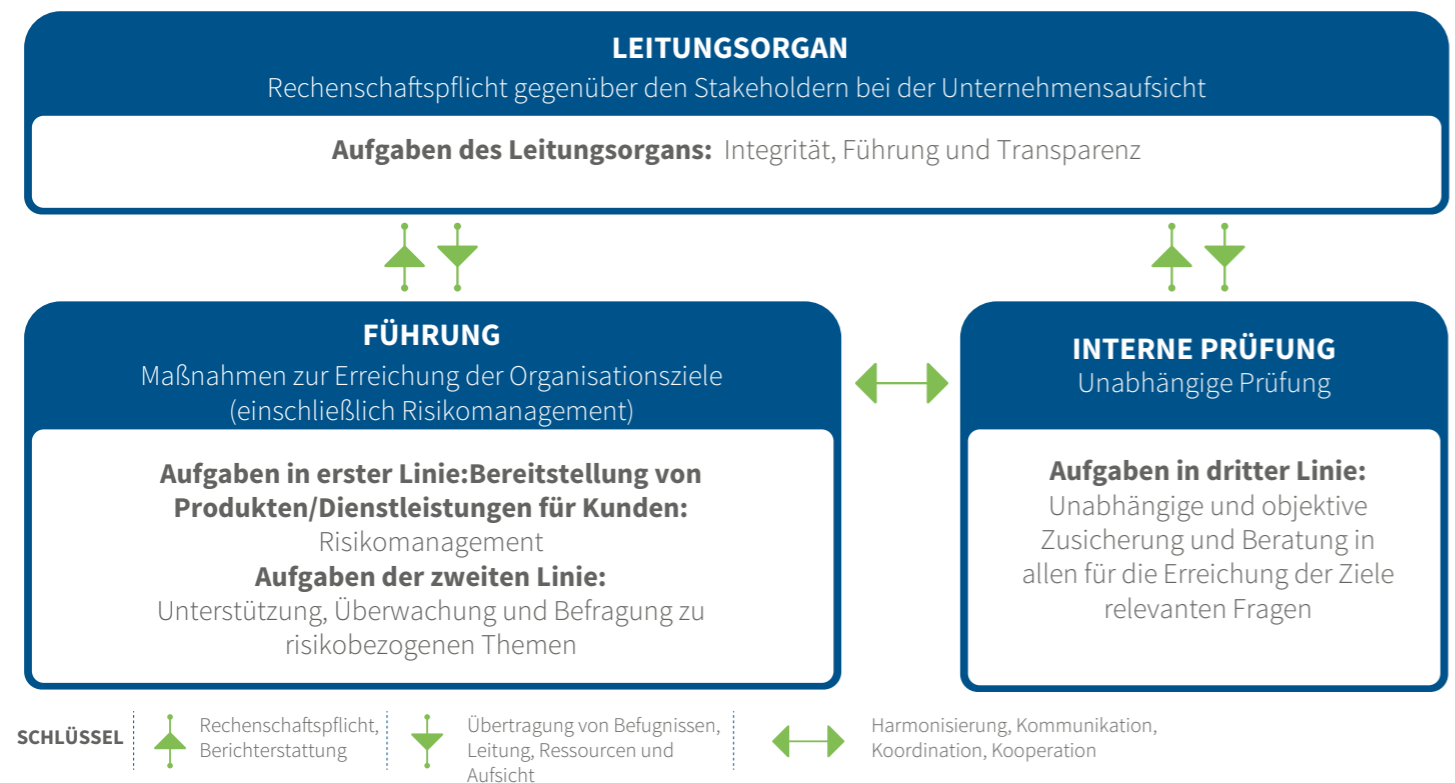 LEITUNGSORGAN
Rechenschaftspflicht gegenüber den Stakeholdern bei der Unternehmensaufsicht
Aufgaben des Leitungsorgans: Integrität, Führung und Transparenz
FÜHRUNG
Maßnahmen zur Erreichung der Organisationsziele
(einschließlich Risikomanagement)
Aufgaben in erster Linie:Bereitstellung von
Produkten/Dienstleistungen für Kunden:
Risikomanagement
Aufgaben der zweiten Linie:
Unterstützung, Überwachung und Befragung zu
risikobezogenen Themen
INTERNE PRÜFUNG
Unabhängige Prüfung
Aufgaben in dritter Linie:
Unabhängige und objektive
Zusicherung und Beratung in
allen für die Erreichung der Ziele
relevanten Fragen
SCHLÜSSEL
Rechenschaftspflicht,
Berichterstattung
Übertragung von Befugnissen,
Leitung, Ressourcen und
Aufsicht
Harmonisierung, Kommunikation,
Koordination, Kooperation